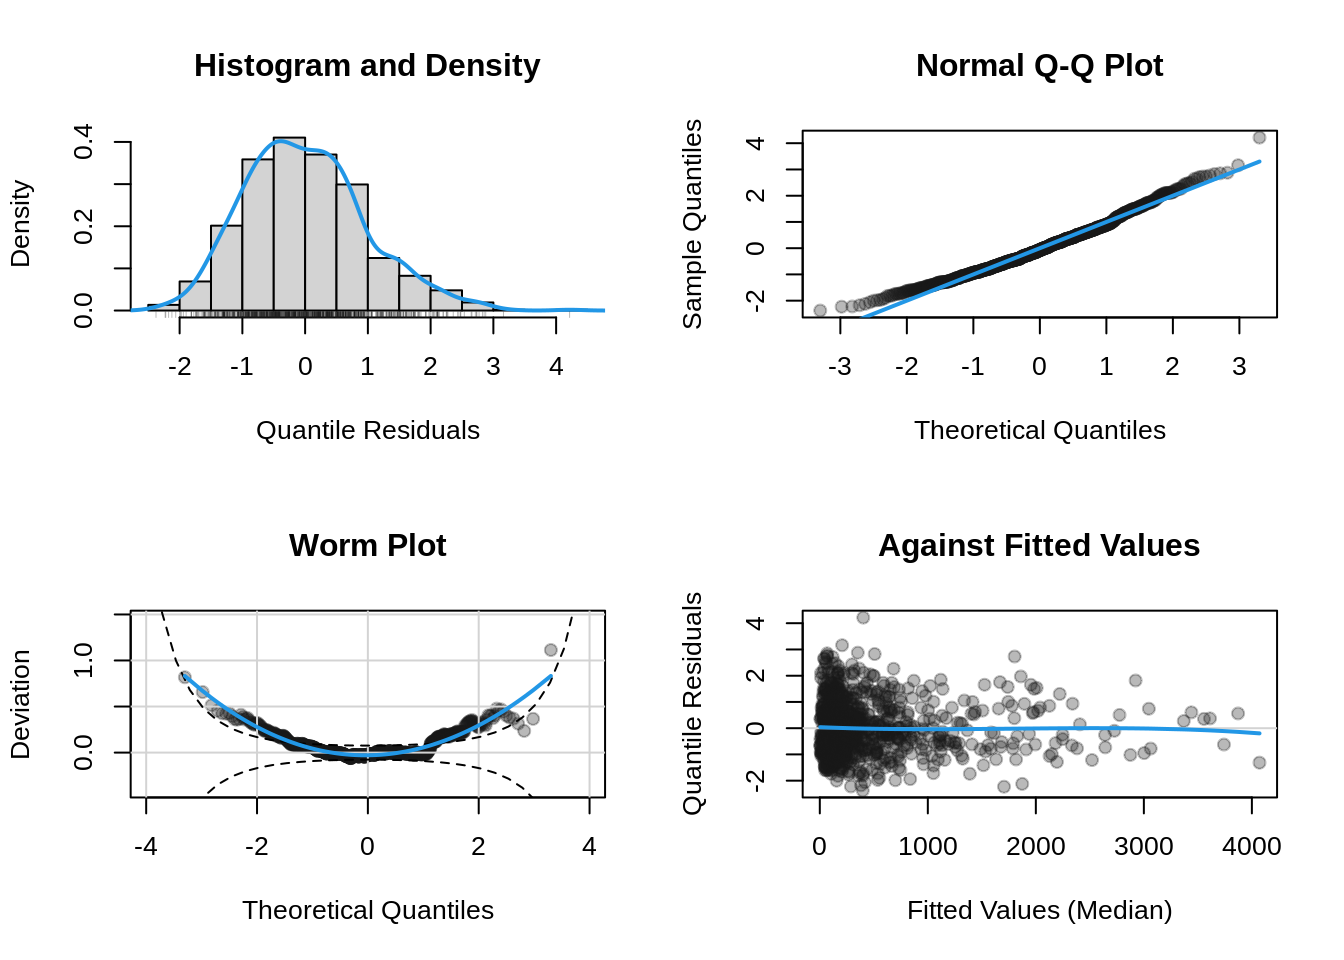 Histogram and Density
Density
0.0 0.2 0.4
-2 -1 0 1 2 3 4
Quantile Residuals
Normal Q-Q Plot
Sample Quantiles
-2 0 2 4
-3 -2 -1 0 1 2 3
Theoretical Quantiles
Worm Plot
Deviation
0.0 1.0
-4 -2 0 2 4
Theoretical Quantiles
Against Fitted Values
Quantile Residuals
-2 0 2 4
0 1000 2000 3000 4000
Fitted Values (Median)